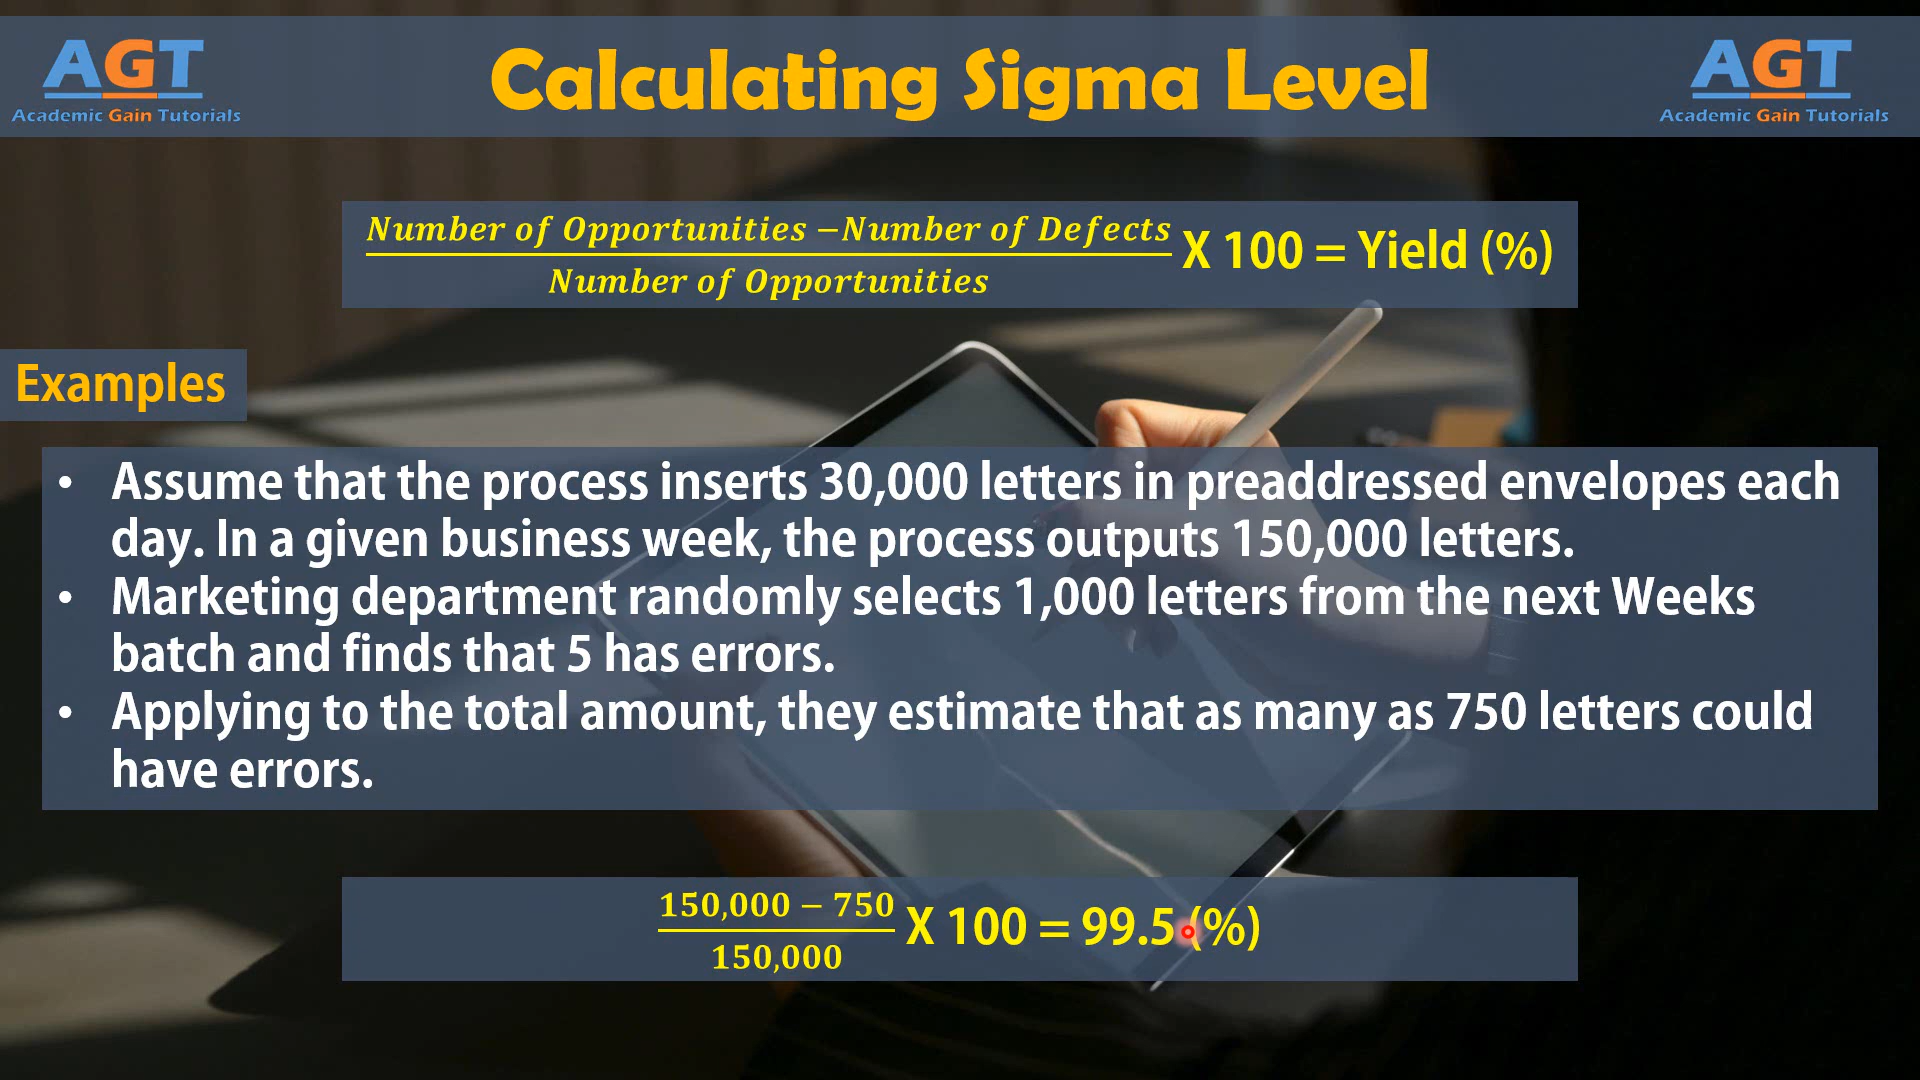 AGT
Academic Gain Tutorials
Calculating Sigma Level
AGT
Academic Gain Tutorials
Number of Opportunities −Number of Defects
Number of Opportunities
X 100 = Yield (%)
Examples
• Assume that the process inserts 30,000 letters in preaddressed envelopes each
day. In a given business week, the process outputs 150,000 letters.
• Marketing department randomly selects 1,000 letters from the next Weeks
batch and finds that 5 has errors.
• Applying to the total amount, they estimate that as many as 750 letters could
have errors.
150,000 − 750
150,000
X 100 = 99.5 (%)